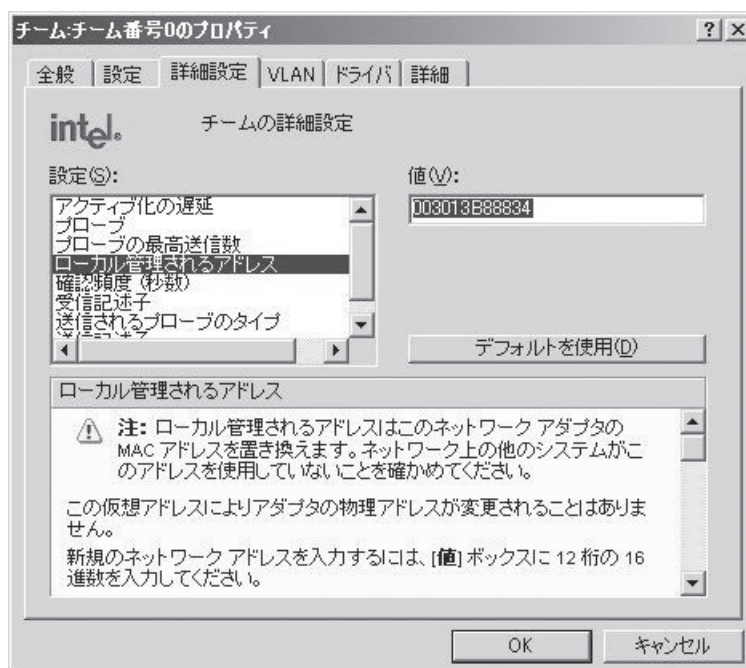 チーム:チーム番号0のプロパティ
全般 設定 詳細設定 VLAN ドライバ 詳細
intel. チームの詳細設定
設定(S): 値(V):
アクティブ化の遅延 003013B88834
プローブ
プローブの最高送信数
ローカル管理されるアドレス
確認頻度 (秒数)
受信記述子
送信されるプローブのタイプ
デフォルトを使用(D)
ローカル管理されるアドレス
注: ローカル管理されるアドレスはこのネットワーク アダプタの
MAC アドレスを置き換えます。ネットワーク上の他のシステムがこ
のアドレスを使用していないことを確かめてください。
この仮想アドレスによりアダプタの物理アドレスが変更されることはありま
せん。
新規のネットワーク アドレスを入力するには、[値] ボックスに 12 桁の 16
進数を入力してください。
OK キャンセル